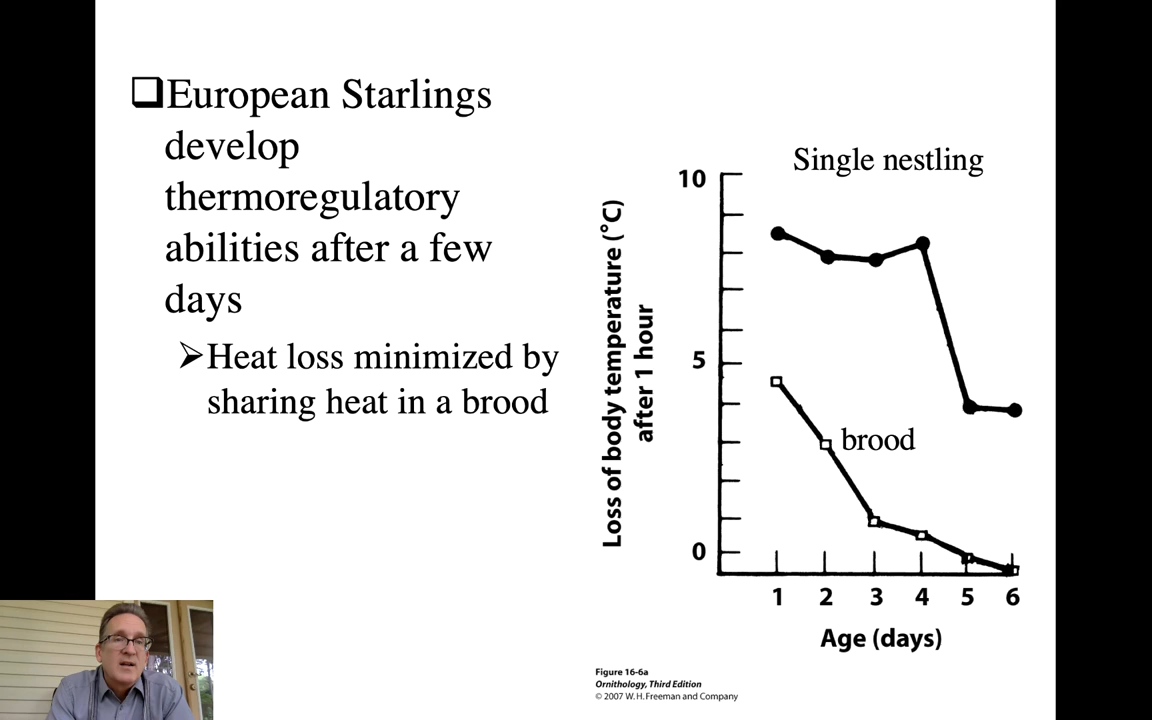 ❑European Starlings
develop
thermoregulatory
abilities after a few
days
➢Heat loss minimized by
sharing heat in a brood
Single nestling
10
5
0
Loss of body temperature (°C)
after 1 hour
brood
1 2 3 4 5 6
Age (days)
Figure 16-6a
Ornithology, Third Edition
© 2007 W. H. Freeman and Company